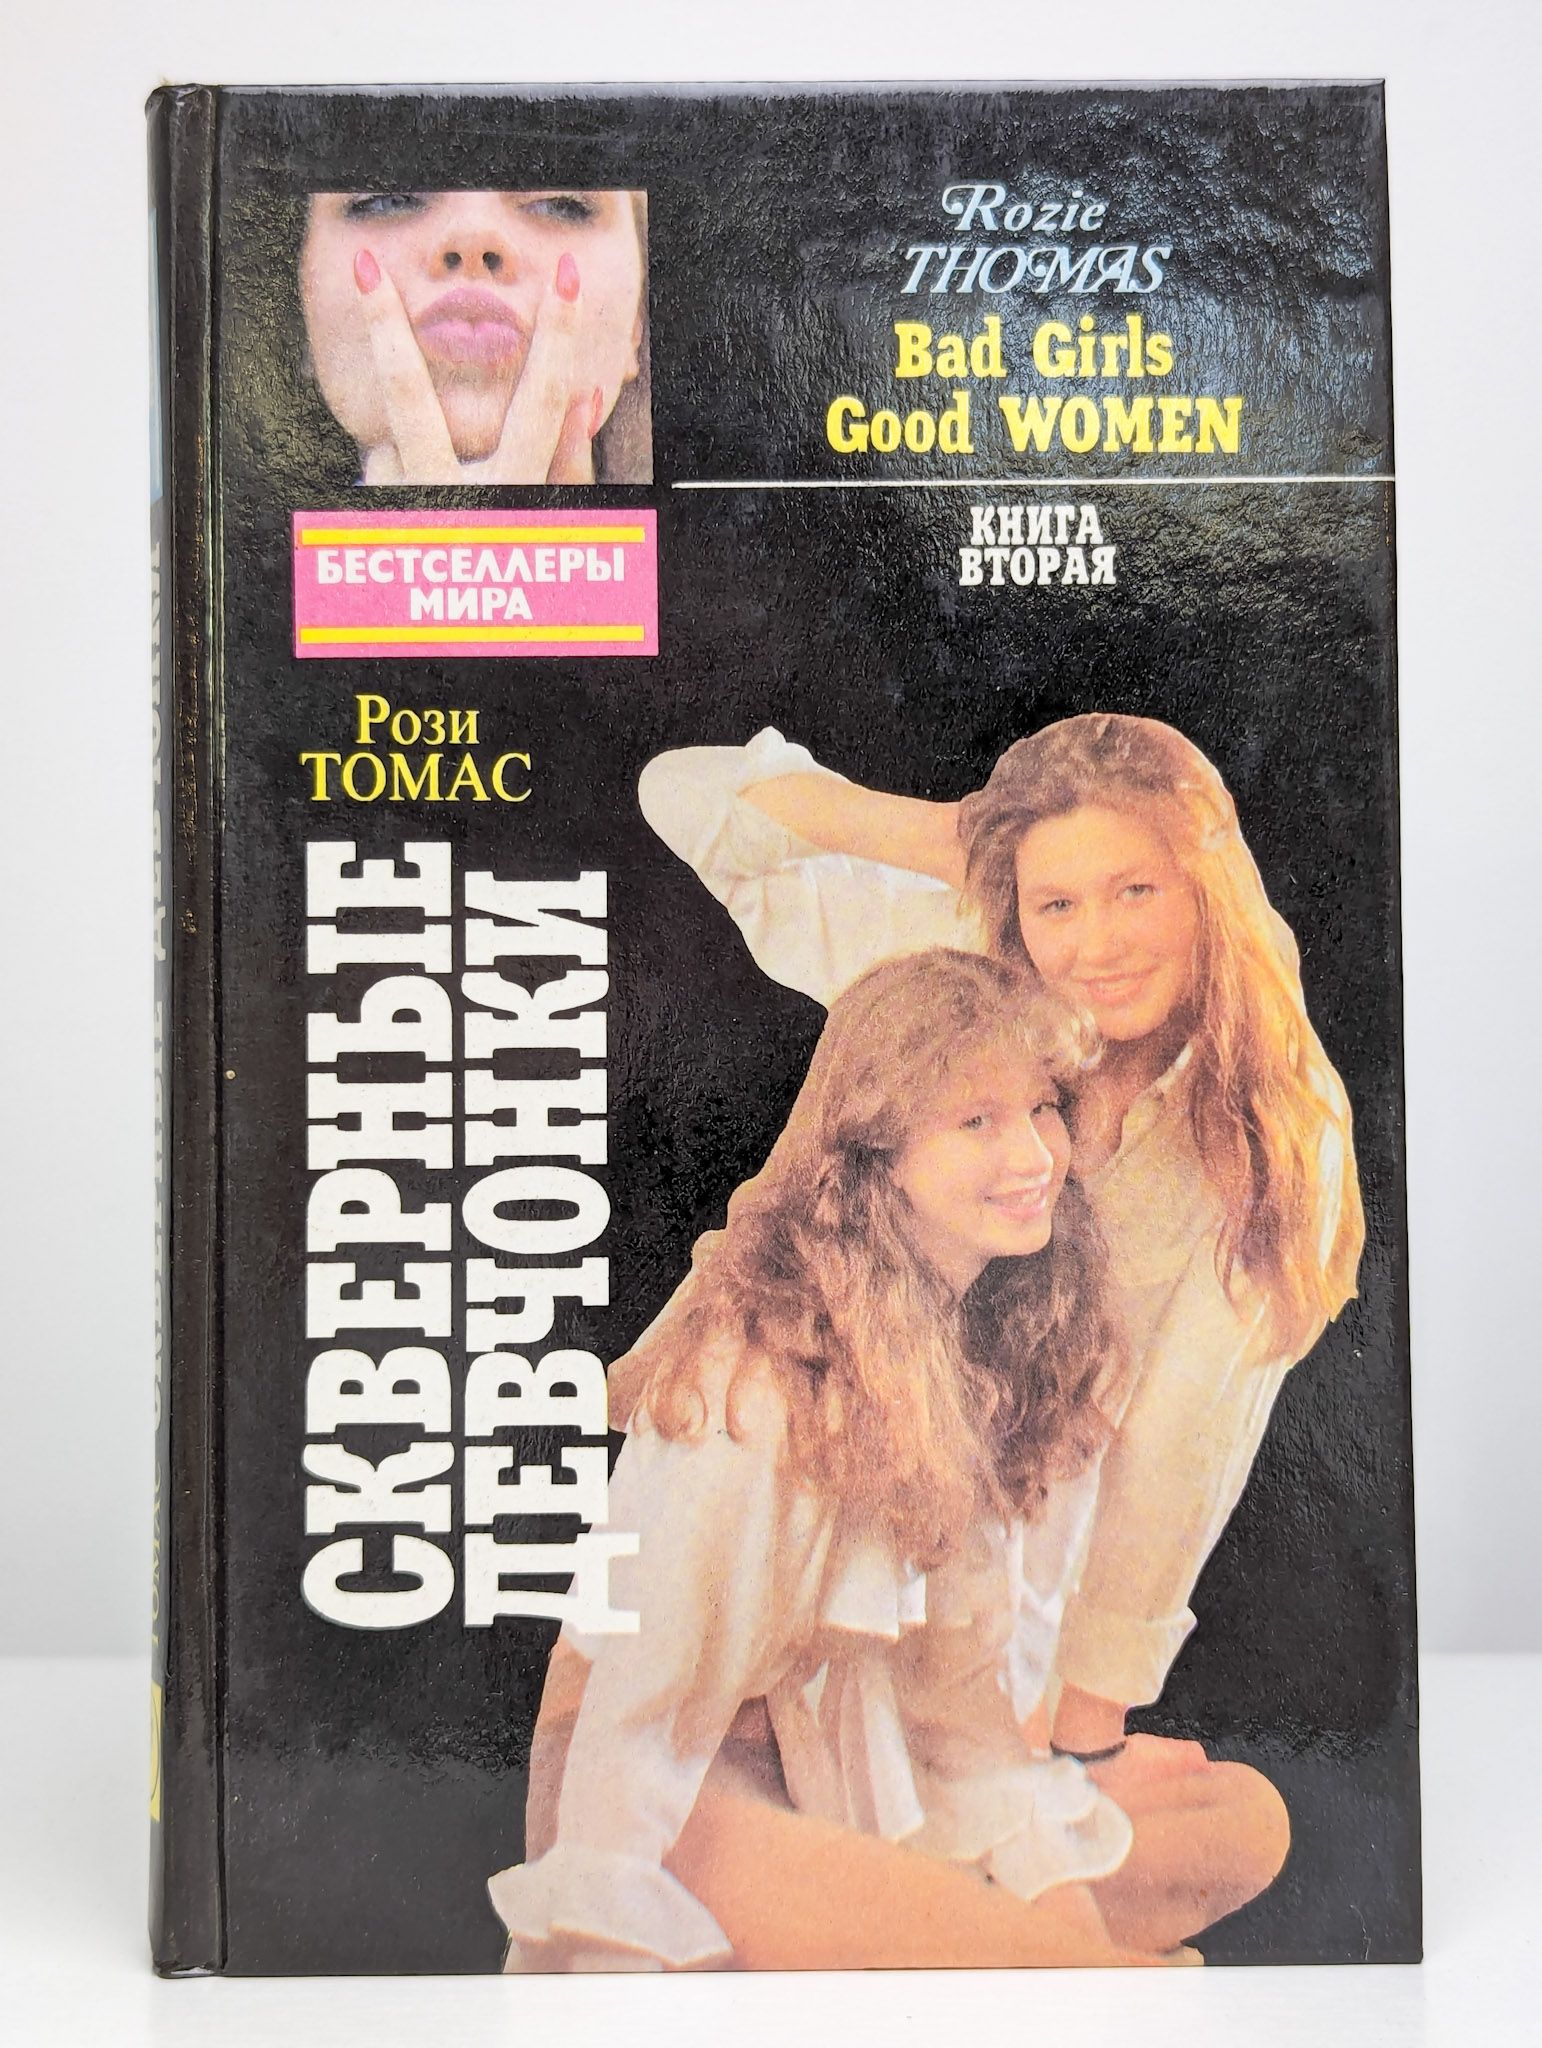 Rozie
THOMAS
Bad Girls
Good WOMEN
КНИГА
ВТОРАЯ
БЕСТСЕЛЛЕРЫ
МИРА
Рози
ТОМАС
СКВЕРНЫЕ
ДЕВЧОНКИ